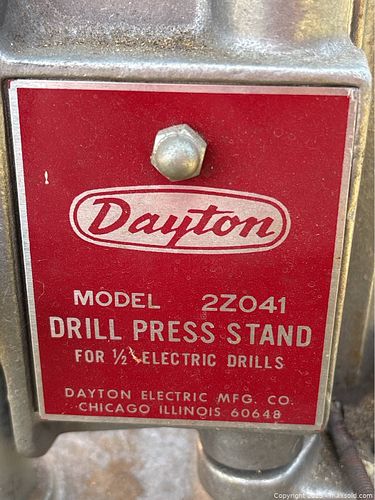 Dayton
MODEL 2Z041
DRILL PRESS STAND
FOR ½ ELECTRIC DRILLS
DAYTON ELECTRIC MFG. CO.
CHICAGO ILLINOIS 60648